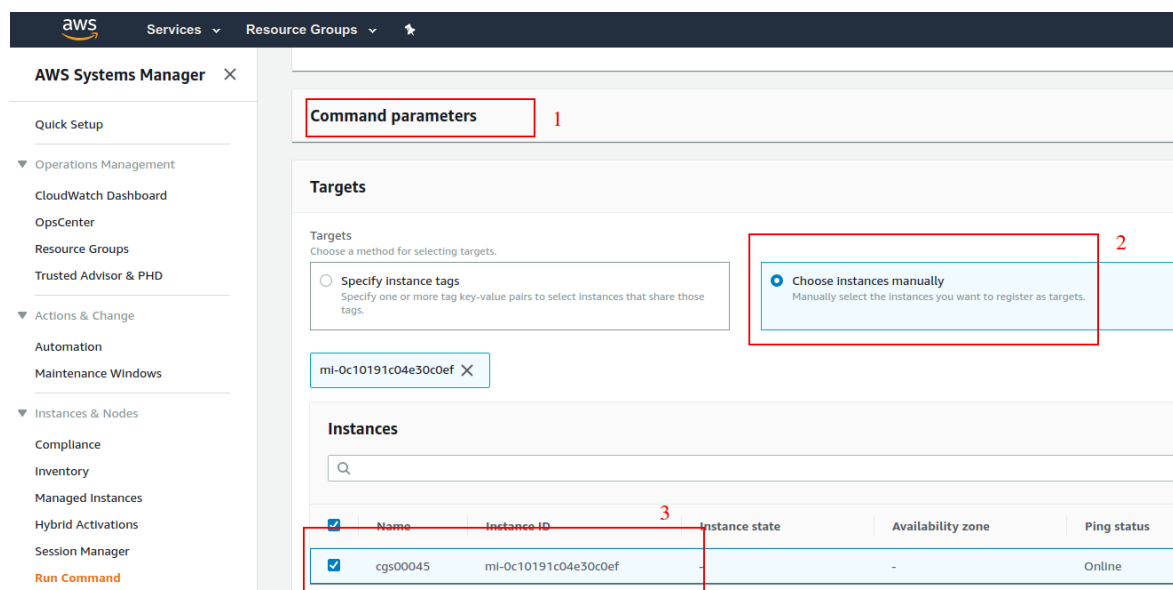 aws Services Resource Groups
AWS Systems Manager
Quick Setup
Operations Management
CloudWatch Dashboard
OpsCenter
Resource Groups
Trusted Advisor & PHD
Actions & Change
Automation
Maintenance Windows
Instances & Nodes
Compliance
Inventory
Managed Instances
Hybrid Activations
Session Manager
Run Command
Command parameters 1
Targets
Targets
Choose a method for selecting targets.
Specify instance tags
Specify one or more tag key-value pairs to select instances that share those
tags.
2
Choose instances manually
Manually select the instances you want to register as targets.
mi-0c10191c04e30c0ef
Instances
3
Name Instance ID Instance state Availability zone Ping status
cgs00045 mi-0c10191c04e30c0ef - - Online